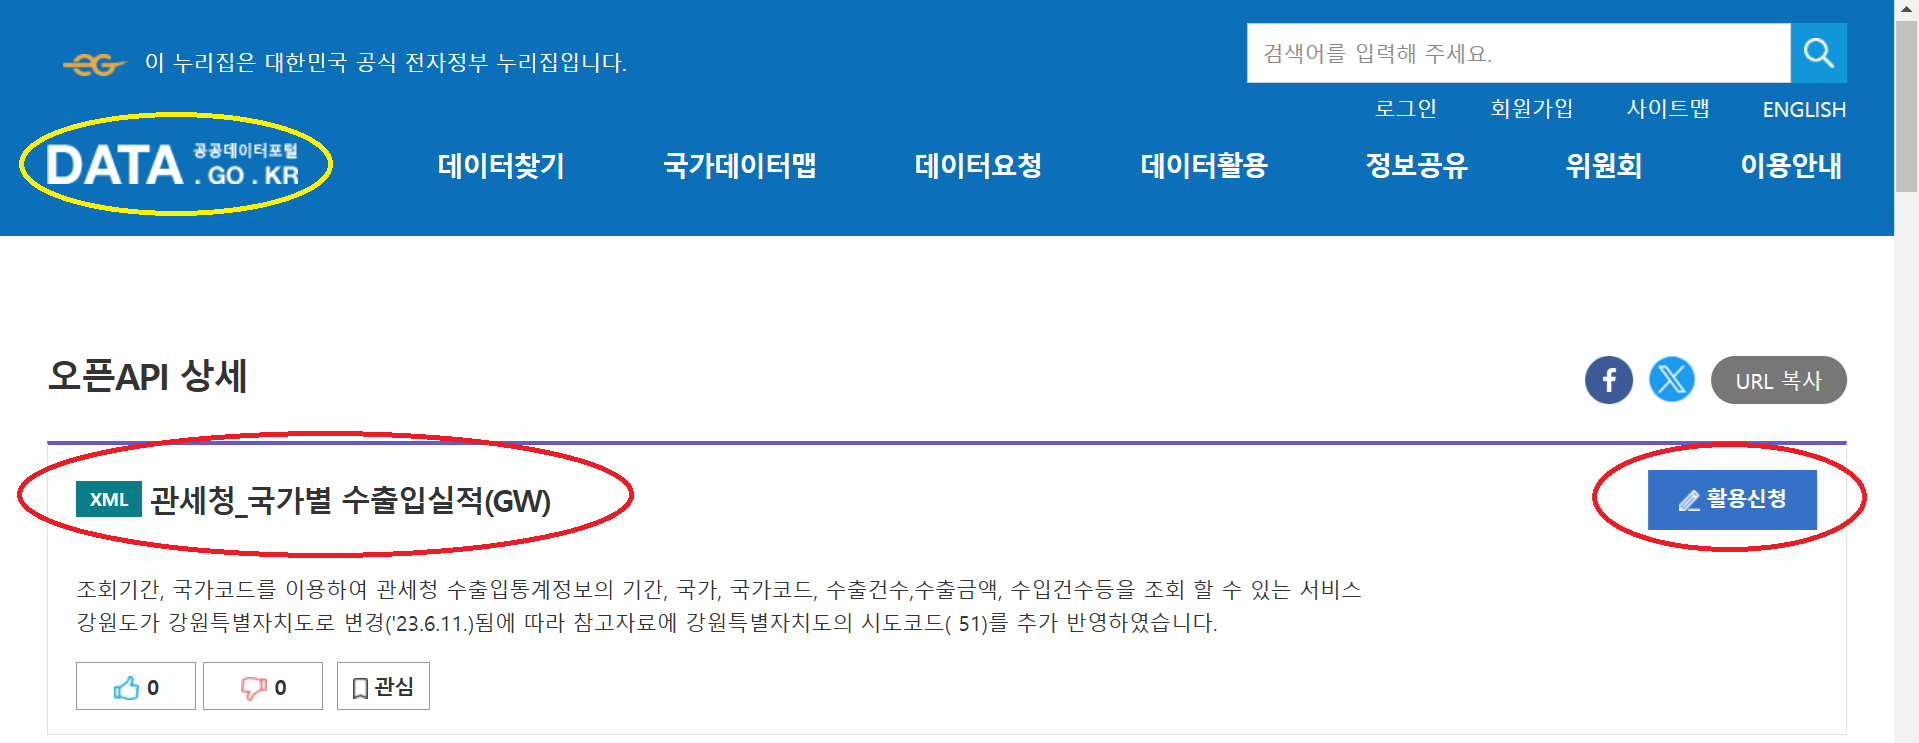 이 누리집은 대한민국 공식 전자정부 누리집입니다.
검색어를 입력해 주세요.
로그인 회원가입 사이트맵 ENGLISH
DATA 공공데이터포털 .GO.KR
데이터찾기 국가데이터맵 데이터요청 데이터활용 정보공유 위원회 이용안내
오픈API 상세
URL 복사
XML 관세청_국가별 수출입실적(GW)
활용신청
조회기간, 국가코드를 이용하여 관세청 수출입통계정보의 기간, 국가, 국가코드, 수출건수,수출금액, 수입건수등을 조회 할 수 있는 서비스
강원도가 강원특별자치도로 변경('23.6.11.)됨에 따라 참고자료에 강원특별자치도의 시도코드( 51)를 추가 반영하였습니다.
0 0 관심